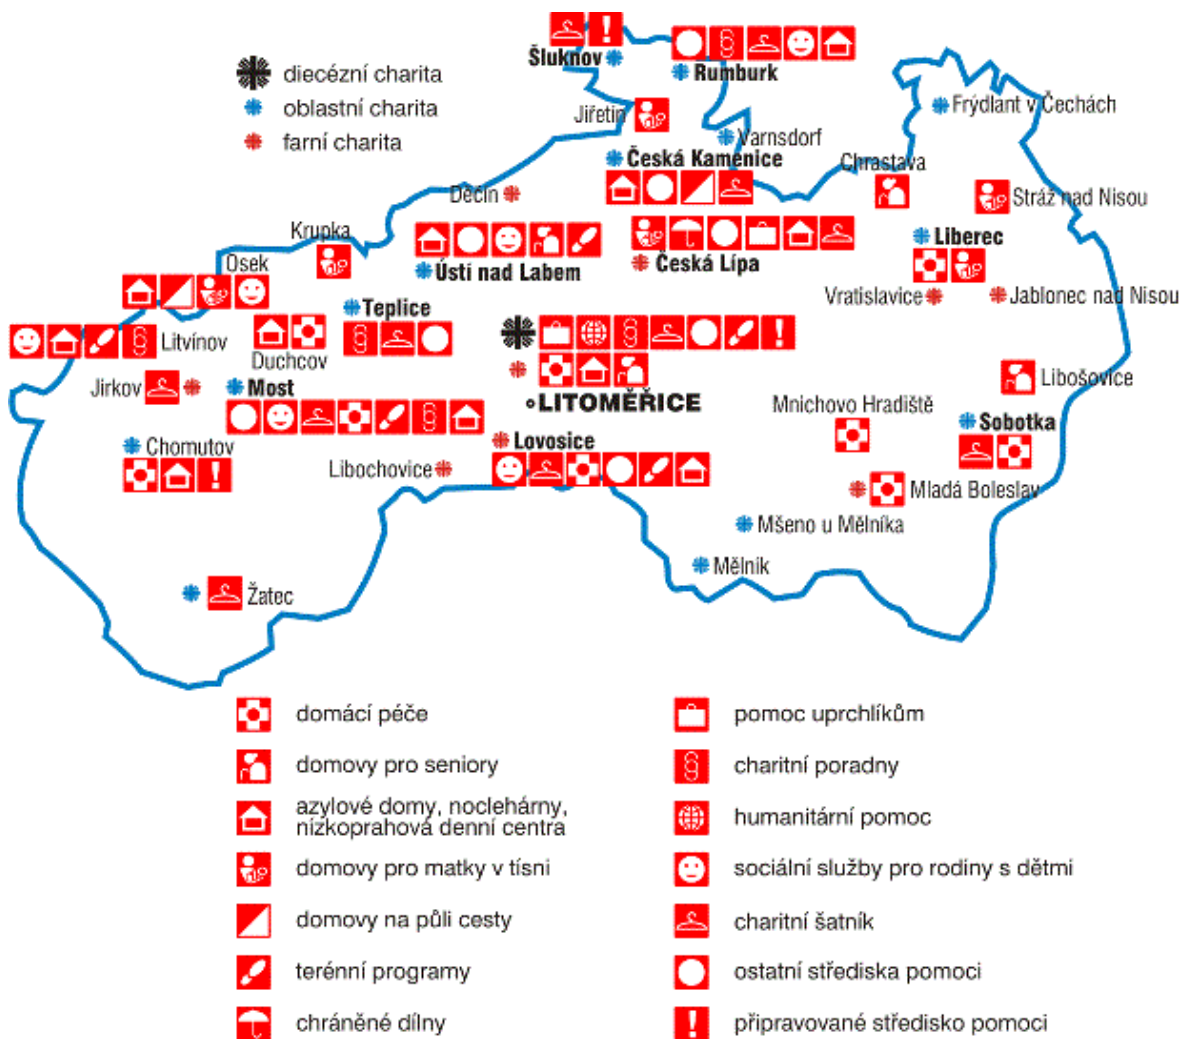 diecézní charita
oblastní charita
farní charita
Šluknov
Rumburk
Jiřetin
Varnsdorf
Frýdlant v Čechách
Česká Kamenice
Chrastava
Děčín
Stráž nad Nisou
Krupka
Osek
Ústí nad Labem
Česká Lípa
Liberec
Vratislavice
Jablonec nad Nisou
Teplice
Litvínov
Duchcov
Jirkov
Most
LITOMĚŘICE
Libošovice
Mnichovo Hradiště
Sobotka
Chomutov
Lovosice
Libochovice
Mladá Boleslav
Mšeno u Mělníka
Mělník
Žatec
domácí péče
domovy pro seniory
azylové domy, noclehárny,
nízkoprahová denní centra
domovy pro matky v tísni
domovy na půli cesty
terénní programy
chráněné dílny
pomoc uprchlíkům
charitní poradny
humanitární pomoc
sociální služby pro rodiny s dětmi
charitní šatník
ostatní střediska pomoci
připravované středisko pomoci